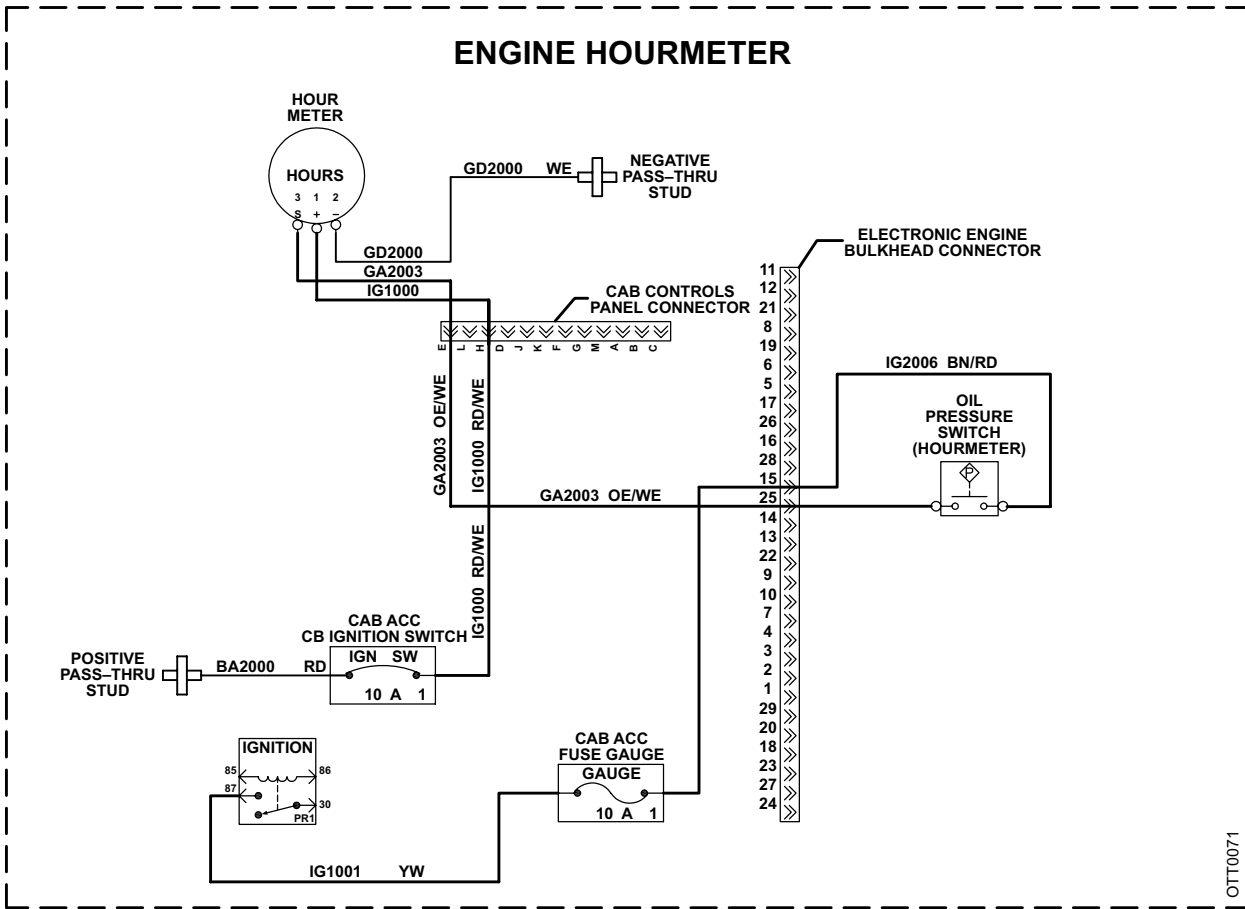 ENGINE HOURMETER
HOUR
METER
HOURS
3 1 2
S + –
GD2000 WE
NEGATIVE
PASS–THRU
STUD
GD2000
GA2003
IG1000
CAB CONTROLS
PANEL CONNECTOR
E L H D J K F G M A B C
ELECTRONIC ENGINE
BULKHEAD CONNECTOR
11
12
21
8
19
6
5
17
26
16
28
15
25
14
13
22
9
10
7
4
3
2
1
29
20
18
23
27
24
IG2006 BN/RD
OIL
PRESSURE
SWITCH
(HOURMETER)
P
GA2003 OE/WE
IG1000 RD/WE
GA2003 OE/WE
IG1000 RD/WE
CAB ACC
CB IGNITION SWITCH
IGN SW
10 A 1
POSITIVE
PASS–THRU
STUD
BA2000 RD
IGNITION
85
86
87
30
PR1
CAB ACC
FUSE GAUGE
GAUGE
10 A 1
IG1001 YW
OTT0071